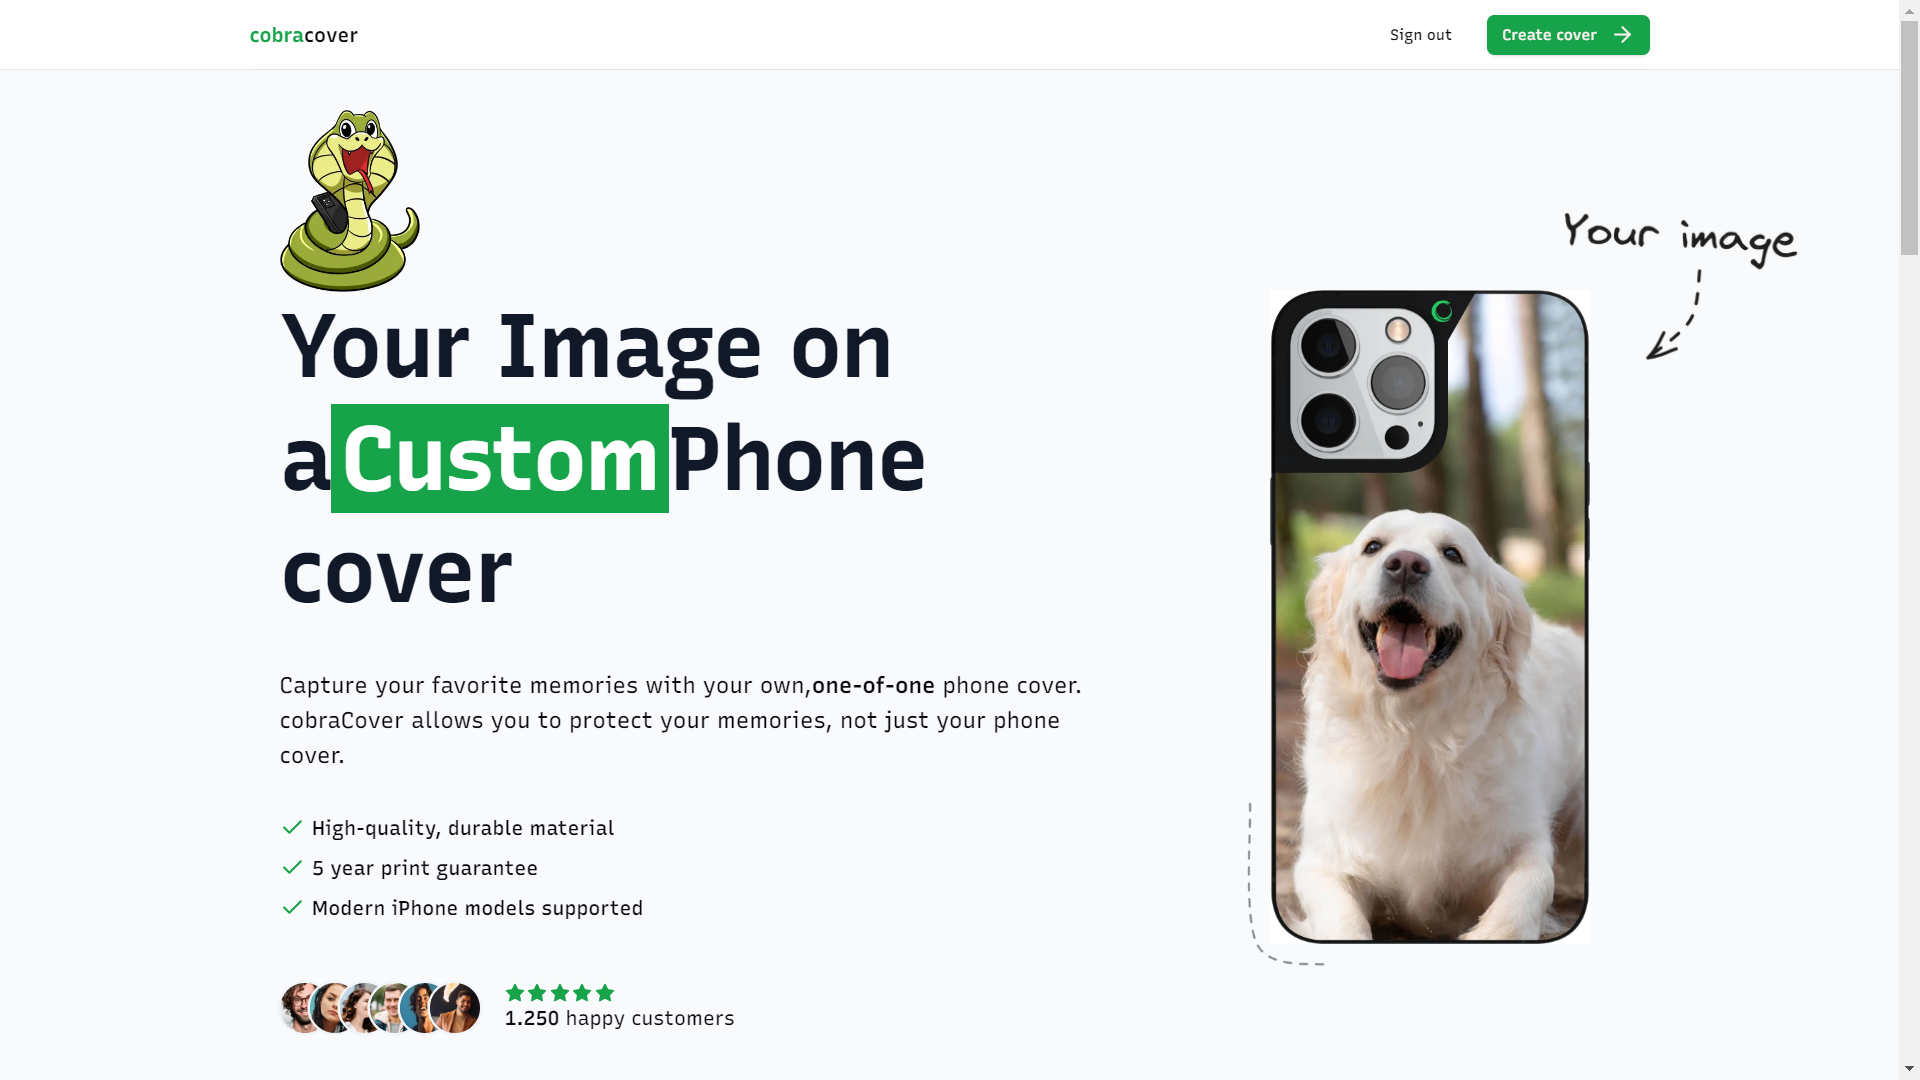 cobracover
Sign out
Create cover
Your image
Your Image on
a Custom Phone
cover
Capture your favorite memories with your own,one-of-one phone cover.
cobraCover allows you to protect your memories, not just your phone
cover.
High-quality, durable material
5 year print guarantee
Modern iPhone models supported
1.250 happy customers